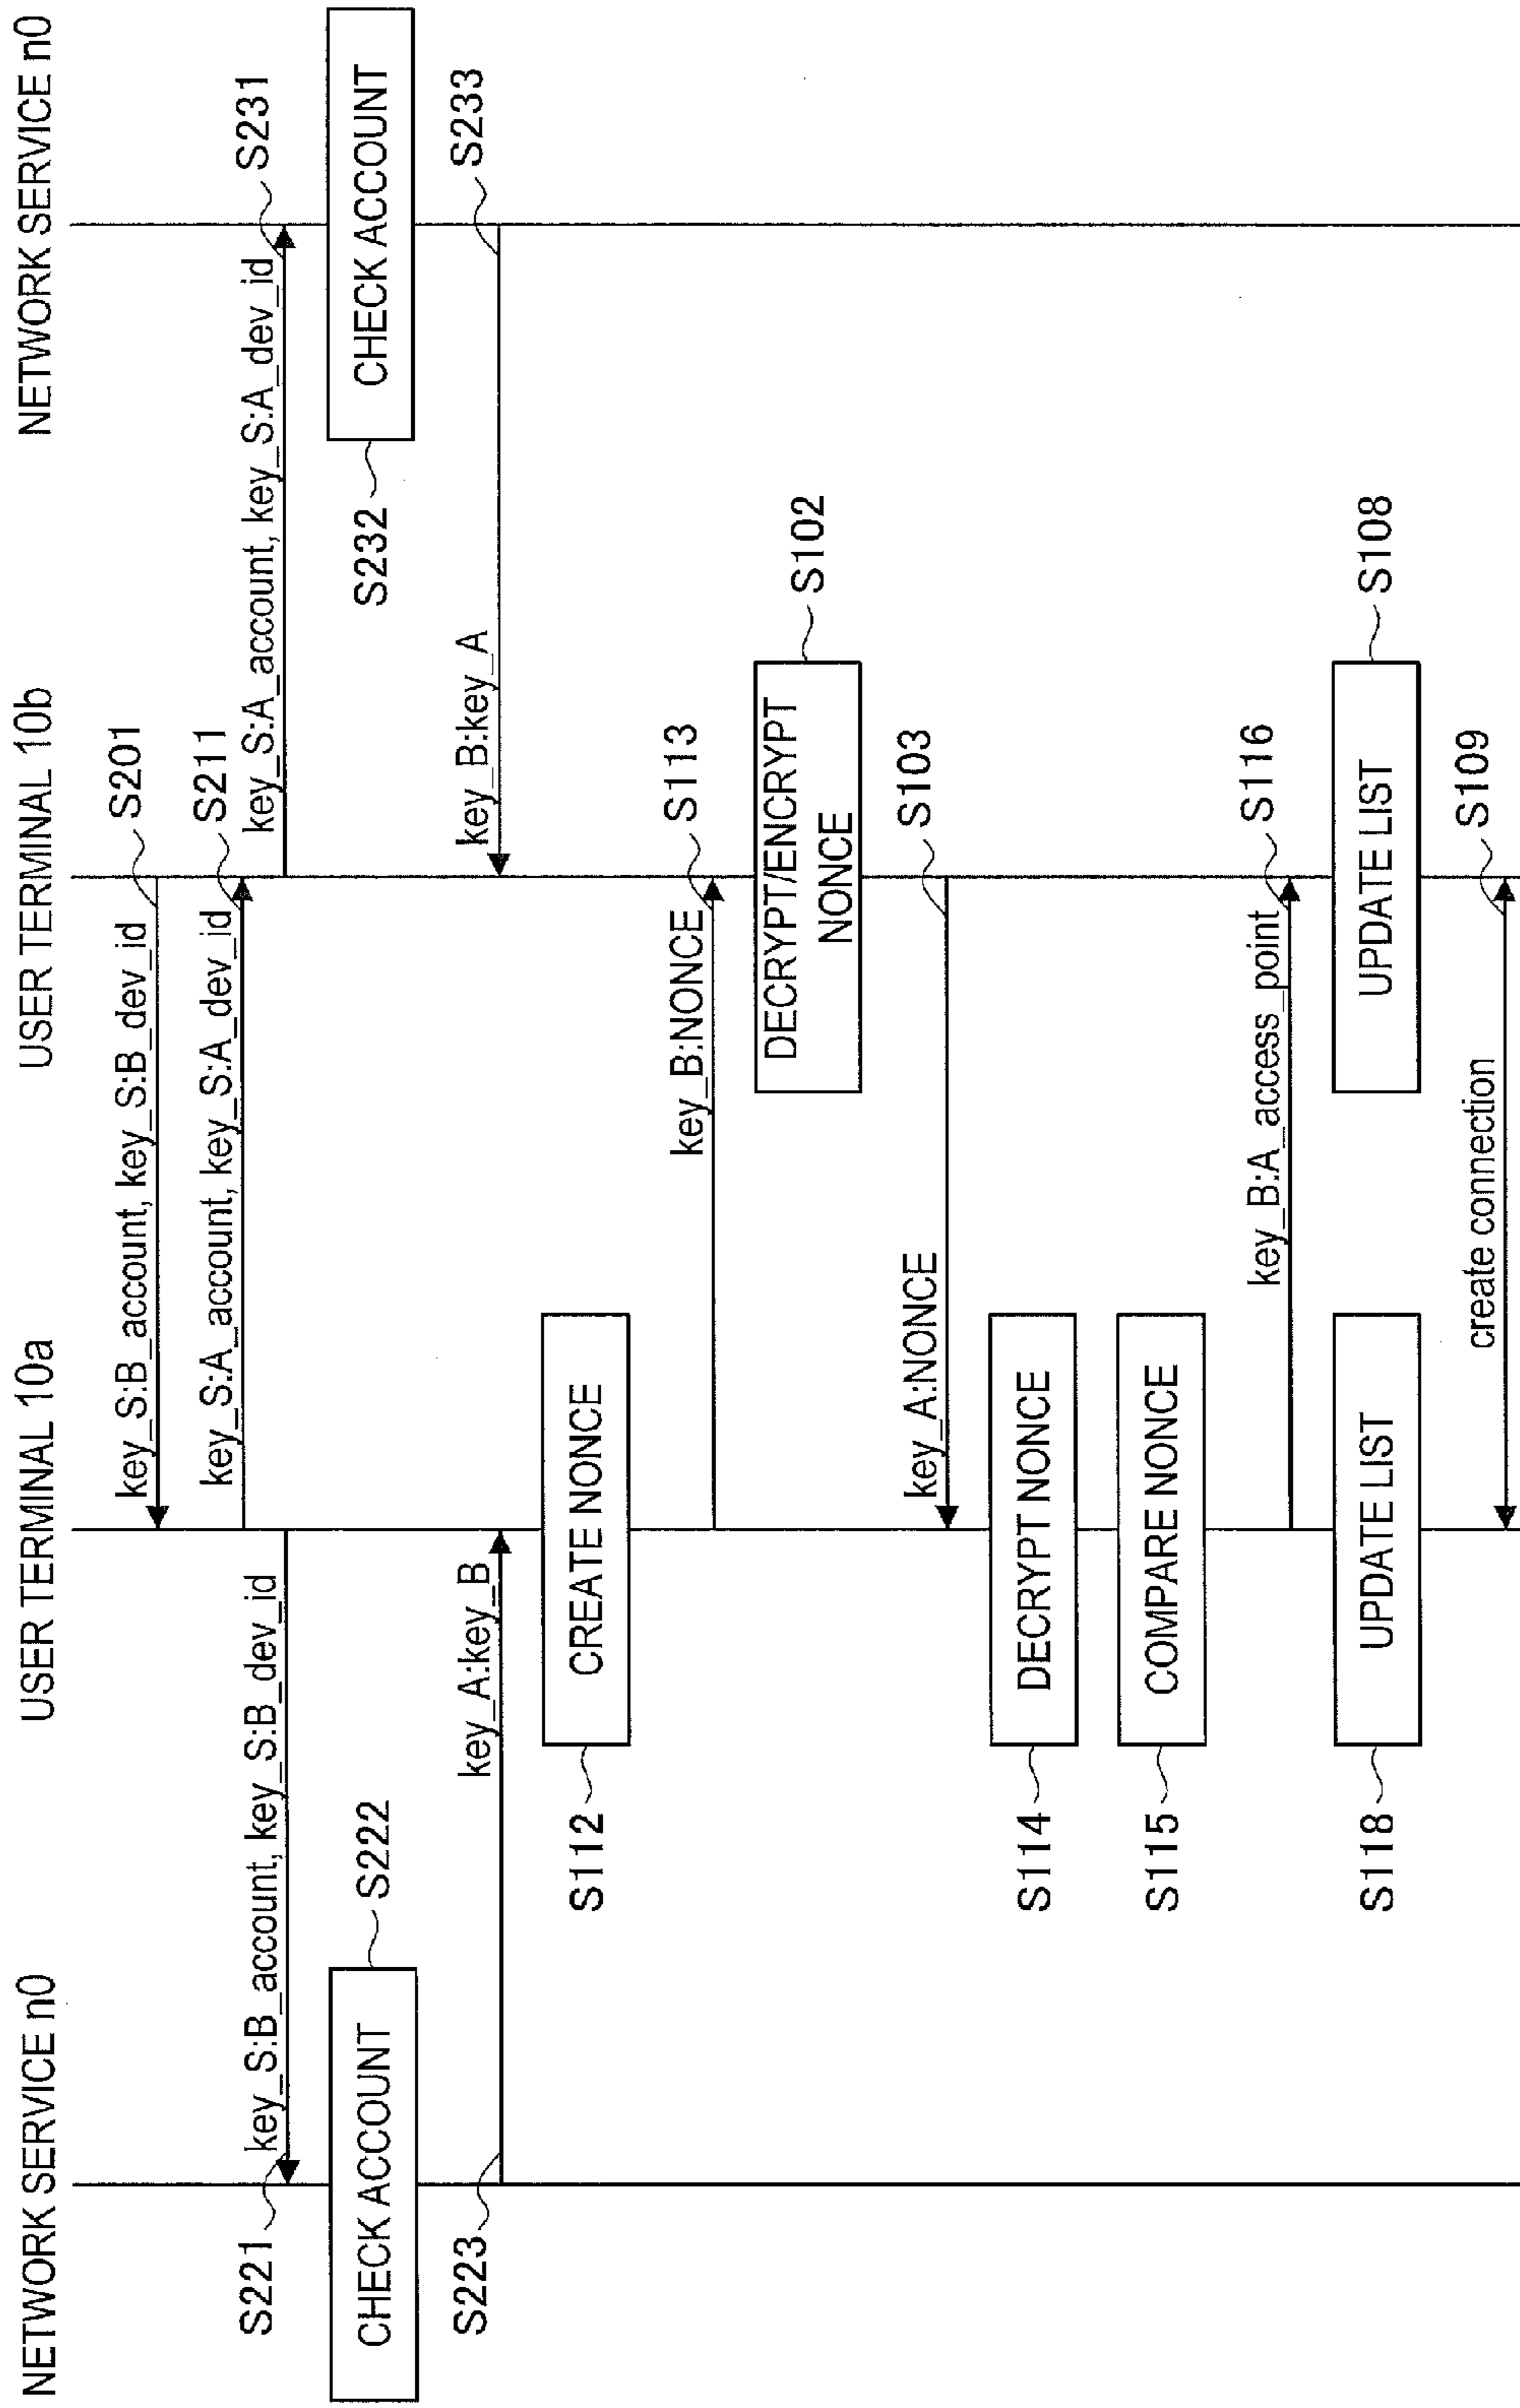 NETWORK SERVICE n0
USER TERMINAL 10a
USER TERMINAL 10b
NETWORK SERVICE n0
key_S:B_account, key_S:B_dev_id
S201
key_S:A_account, key_S:A_dev_id
S211
S221
key_S:B_account, key_S:B_dev_id
key_S:A_account, key_S:A_dev_id
S231
CHECK ACCOUNT
S222
S232
CHECK ACCOUNT
S223
key_A:key_B
key_B:key_A
S233
S112
CREATE NONCE
key_B:NONCE
S113
DECRYPT/ENCRYPT
NONCE
S102
key_A:NONCE
S103
S114
DECRYPT NONCE
S115
COMPARE NONCE
key_B:A_access_point
S116
S118
UPDATE LIST
UPDATE LIST
S108
create connection
S109